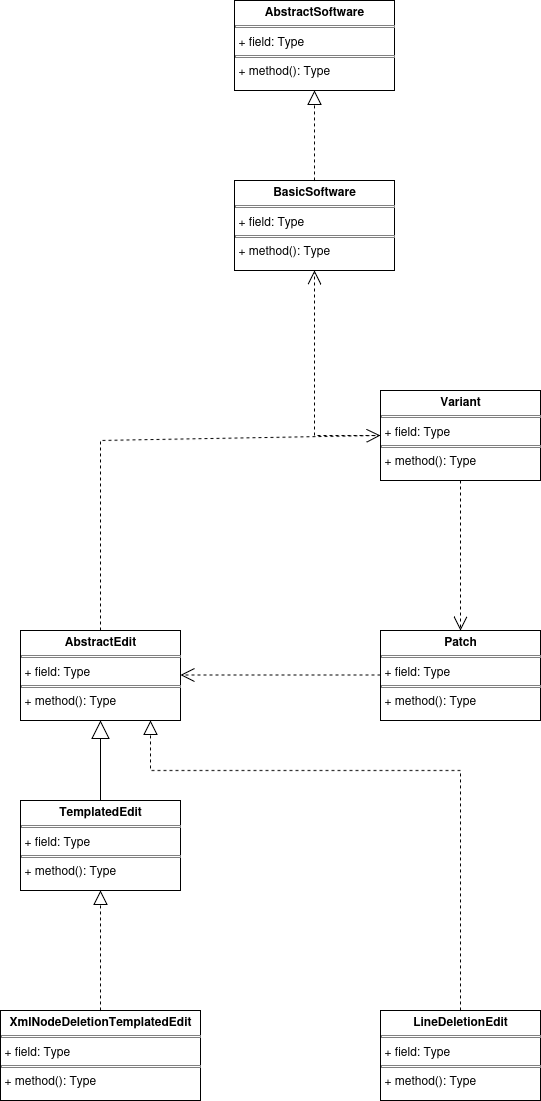 AbstractSoftware
+ field: Type
+ method(): Type
BasicSoftware
+ field: Type
+ method(): Type
Variant
+ field: Type
+ method(): Type
AbstractEdit
+ field: Type
+ method(): Type
Patch
+ field: Type
+ method(): Type
TemplatedEdit
+ field: Type
+ method(): Type
XmlNodeDeletionTemplatedEdit
+ field: Type
+ method(): Type
LineDeletionEdit
+ field: Type
+ method(): Type